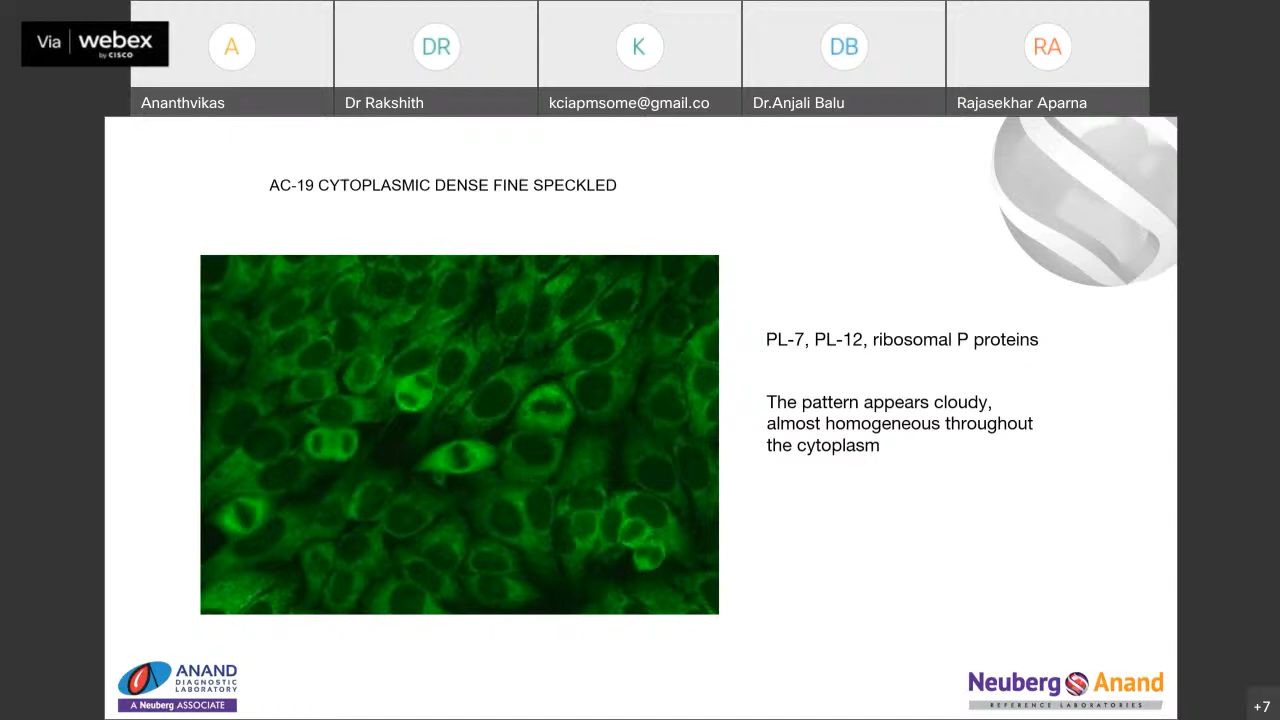 Via webex
by CISCO
A
DR
K
DB
RA
Ananthvikas
Dr Rakshith
kciapmsome@gmail.co
Dr.Anjali Balu
Rajasekhar Aparna
AC-19 CYTOPLASMIC DENSE FINE SPECKLED
PL-7, PL-12, ribosomal P proteins
The pattern appears cloudy,
almost homogeneous throughout
the cytoplasm
ANAND
DIAGNOSTIC
LABORATORY
A Neuberg ASSOCIATE
Neuberg Anand
REFERENCE LABORATORIES
+7